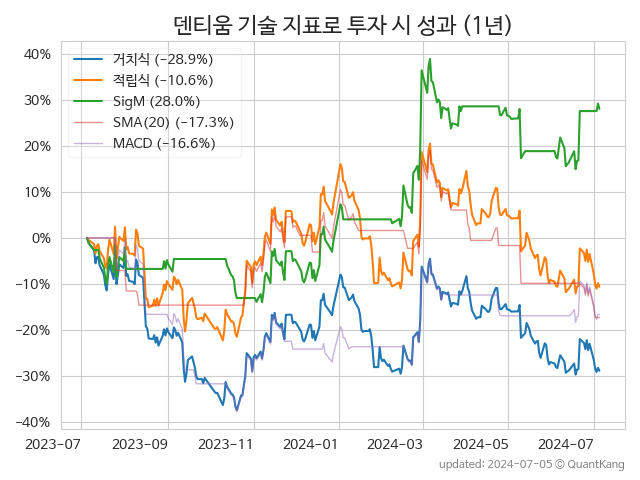 덴티움 기술 지표로 투자 시 성과 (1년)
거치식 (−28.9%)
적립식 (−10.6%)
SigM (28.0%)
SMA(20) (−17.3%)
MACD (−16.6%)
40%
30%
20%
10%
0%
−10%
−20%
−30%
−40%
2023-07
2023-09
2023-11
2024-01
2024-03
2024-05
2024-07
updated: 2024-07-05 ⓒ QuantKang